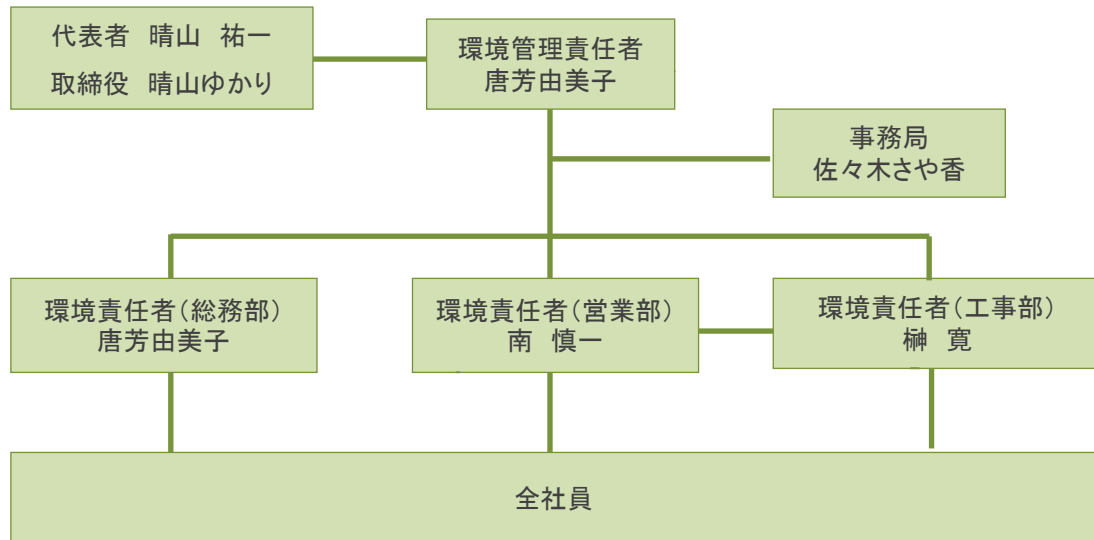 代表者　晴山　祐一
取締役　晴山ゆかり
環境管理責任者
唐芳由美子
事務局
佐々木さや香
環境責任者（総務部）
唐芳由美子
環境責任者（営業部）
南　慎一
環境責任者（工事部）
榊　寛
全社員